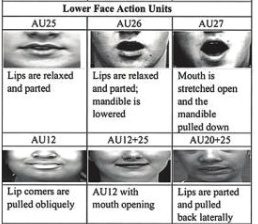 Lower Face Action Units
AU25 AU26 AU27
Lips are relaxed
and parted
Lips are relaxed
and parted;
mandible is
lowered
Mouth is
stretched open
and the
mandible
pulled down
AU12 AU12+25 AU20+25
Lip corners are
pulled obliquely
AU12 with
mouth opening
Lips are parted
and pulled
back laterally